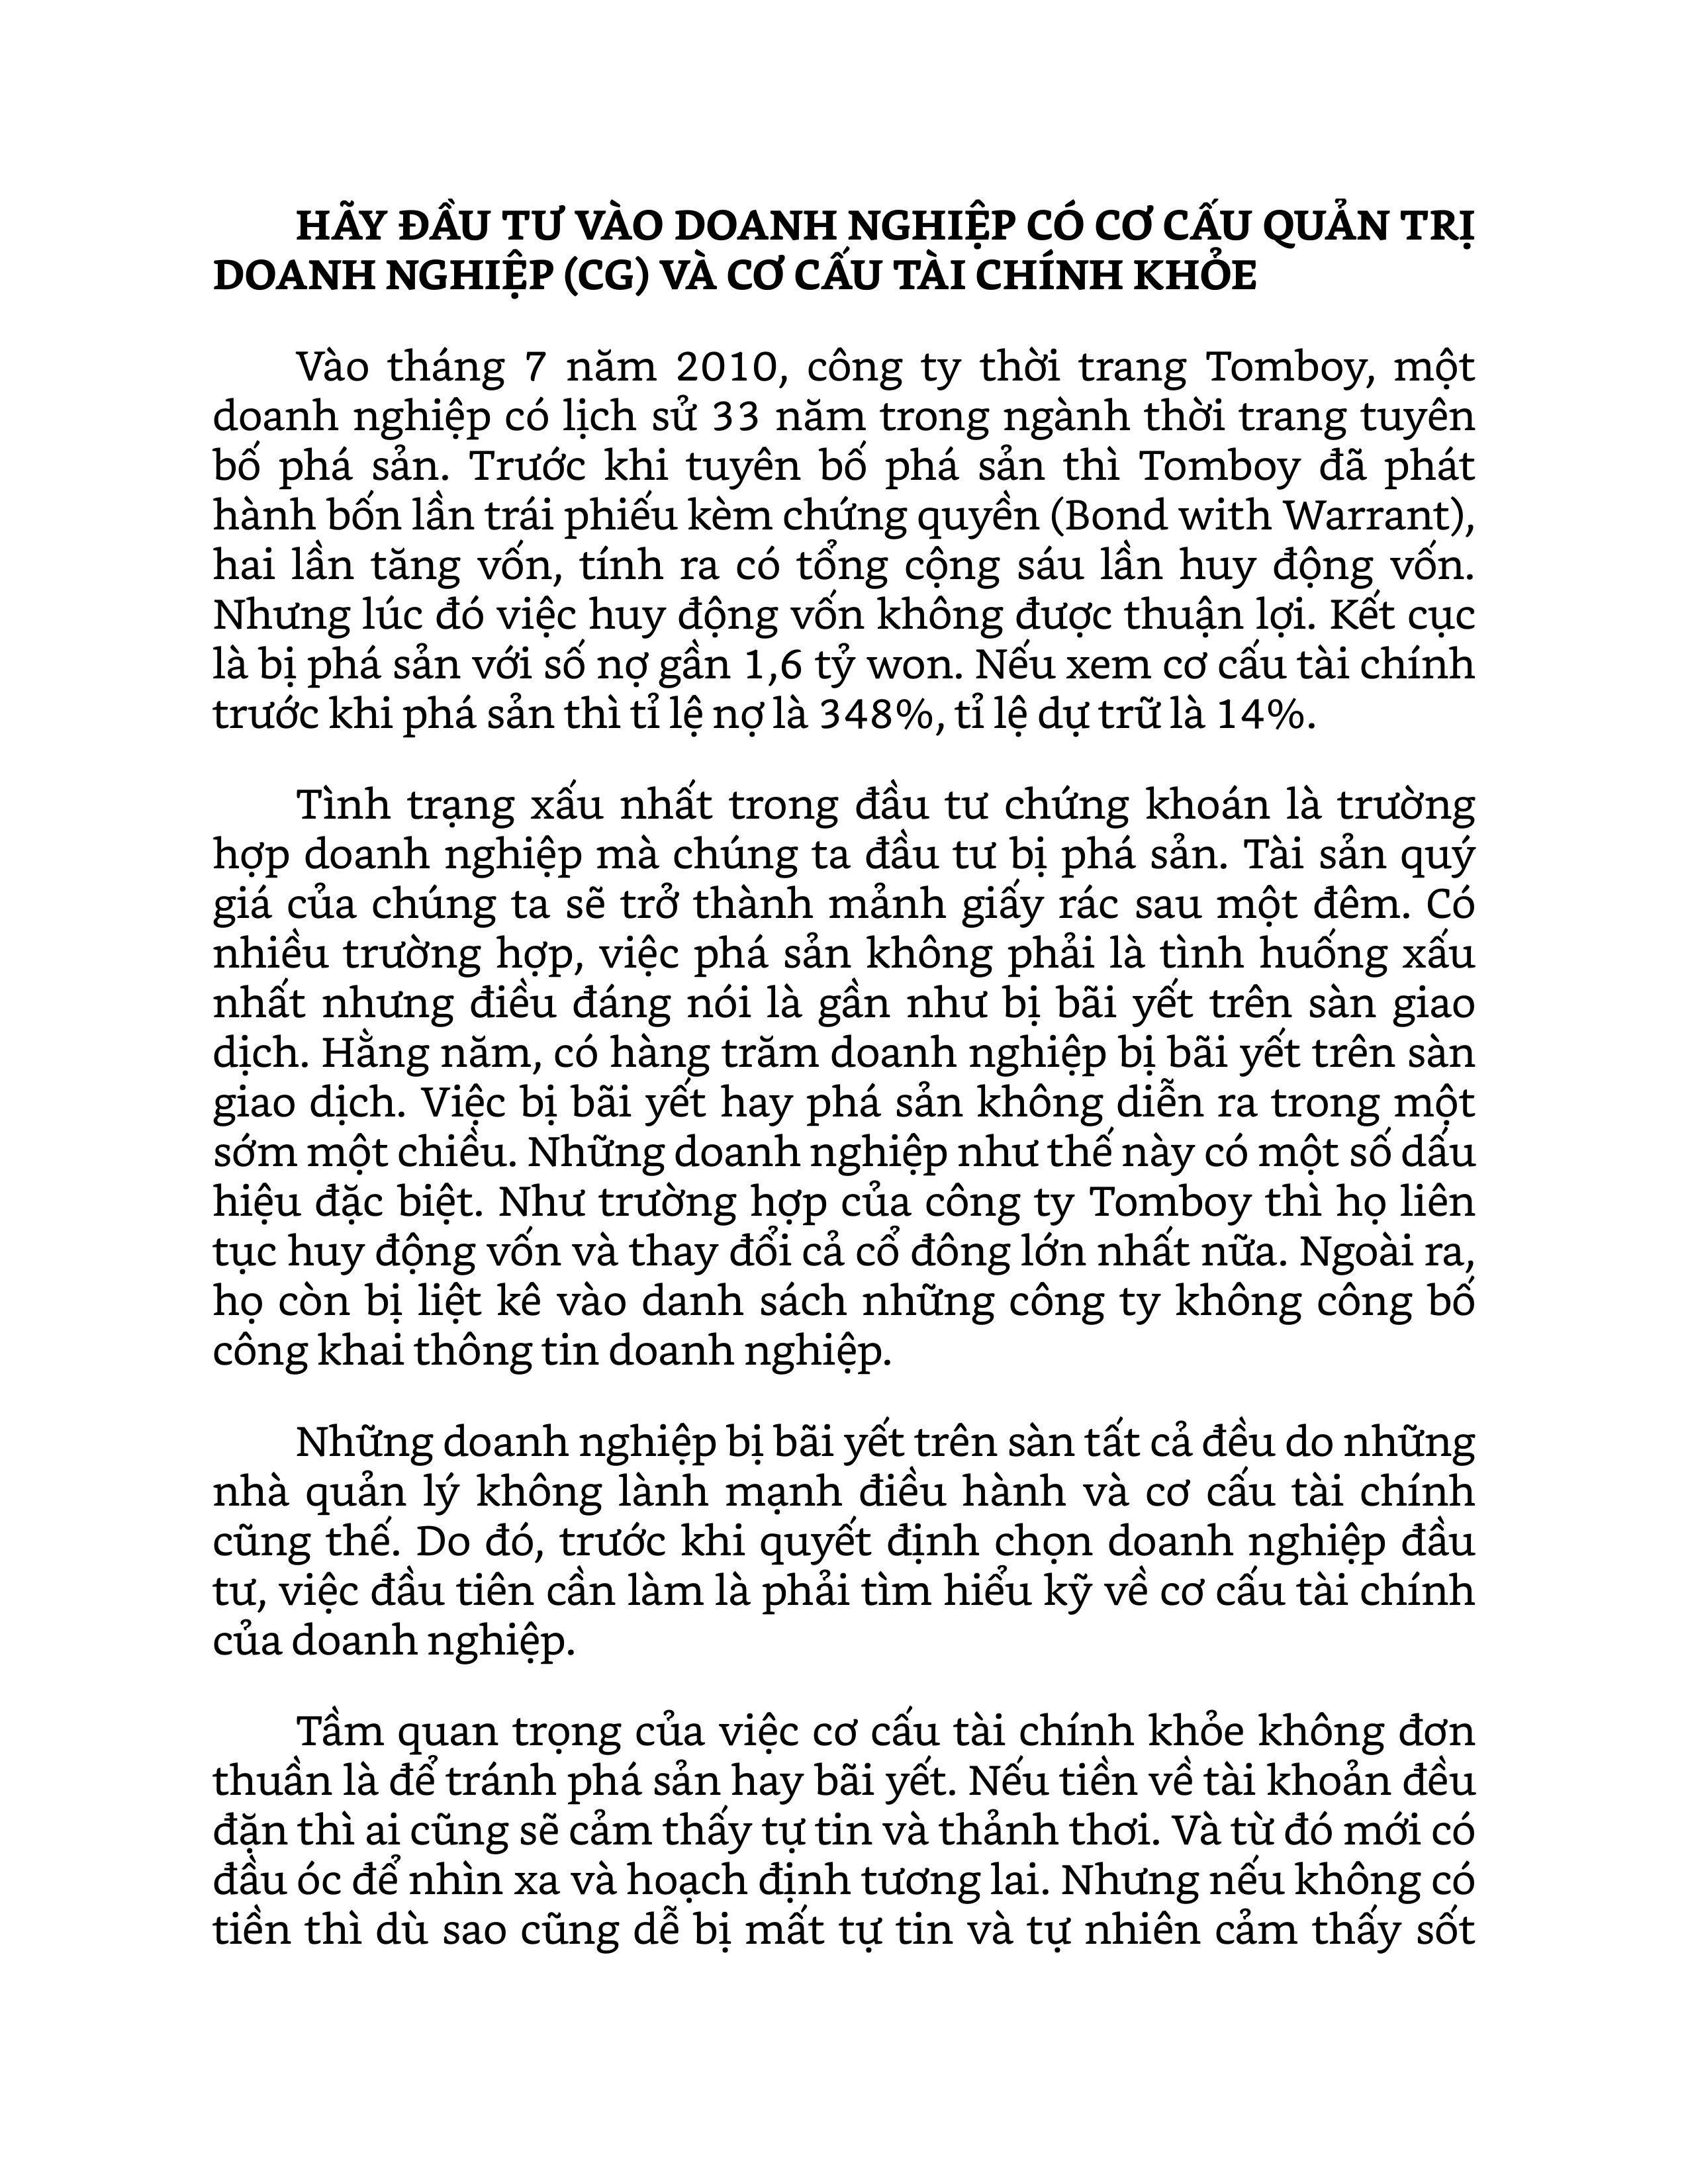 HÃY ĐẦU TƯ VÀO DOANH NGHIỆP CÓ CƠ CẤU QUẢN TRỊ
DOANH NGHIỆP (CG) VÀ CƠ CẤU TÀI CHÍNH KHỎE
Vào tháng 7 năm 2010, công ty thời trang Tomboy, một
doanh nghiệp có lịch sử 33 năm trong ngành thời trang tuyên
bố phá sản. Trước khi tuyên bố phá sản thì Tomboy đã phát
hành bốn lần trái phiếu kèm chứng quyền (Bond with Warrant),
hai lần tăng vốn, tính ra có tổng cộng sáu lần huy động vốn.
Nhưng lúc đó việc huy động vốn không được thuận lợi. Kết cục
là bị phá sản với số nợ gần 1,6 tỷ won. Nếu xem cơ cấu tài chính
trước khi phá sản thì tỉ lệ nợ là 348%, tỉ lệ dự trữ là 14%.
Tình trạng xấu nhất trong đầu tư chứng khoán là trường
hợp doanh nghiệp mà chúng ta đầu tư bị phá sản. Tài sản quý
giá của chúng ta sẽ trở thành mảnh giấy rác sau một đêm. Có
nhiều trường hợp, việc phá sản không phải là tình huống xấu
nhất nhưng điều đáng nói là gần như bị bãi yết trên sàn giao
dịch. Hằng năm, có hàng trăm doanh nghiệp bị bãi yết trên sàn
giao dịch. Việc bị bãi yết hay phá sản không diễn ra trong một
sớm một chiều. Những doanh nghiệp như thế này có một số dấu
hiệu đặc biệt. Như trường hợp của công ty Tomboy thì họ liên
tục huy động vốn và thay đổi cả cổ đông lớn nhất nữa. Ngoài ra,
họ còn bị liệt kê vào danh sách những công ty không công bố
công khai thông tin doanh nghiệp.
Những doanh nghiệp bị bãi yết trên sàn tất cả đều do những
nhà quản lý không lành mạnh điều hành và cơ cấu tài chính
cũng thế. Do đó, trước khi quyết định chọn doanh nghiệp đầu
tư, việc đầu tiên cần làm là phải tìm hiểu kỹ về cơ cấu tài chính
của doanh nghiệp.
Tầm quan trọng của việc cơ cấu tài chính khỏe không đơn
thuần là để tránh phá sản hay bãi yết. Nếu tiền về tài khoản đều
đặn thì ai cũng sẽ cảm thấy tự tin và thảnh thơi. Và từ đó mới có
đầu óc để nhìn xa và hoạch định tương lai. Nhưng nếu không có
tiền thì dù sao cũng dễ bị mất tự tin và tự nhiên cảm thấy sốt